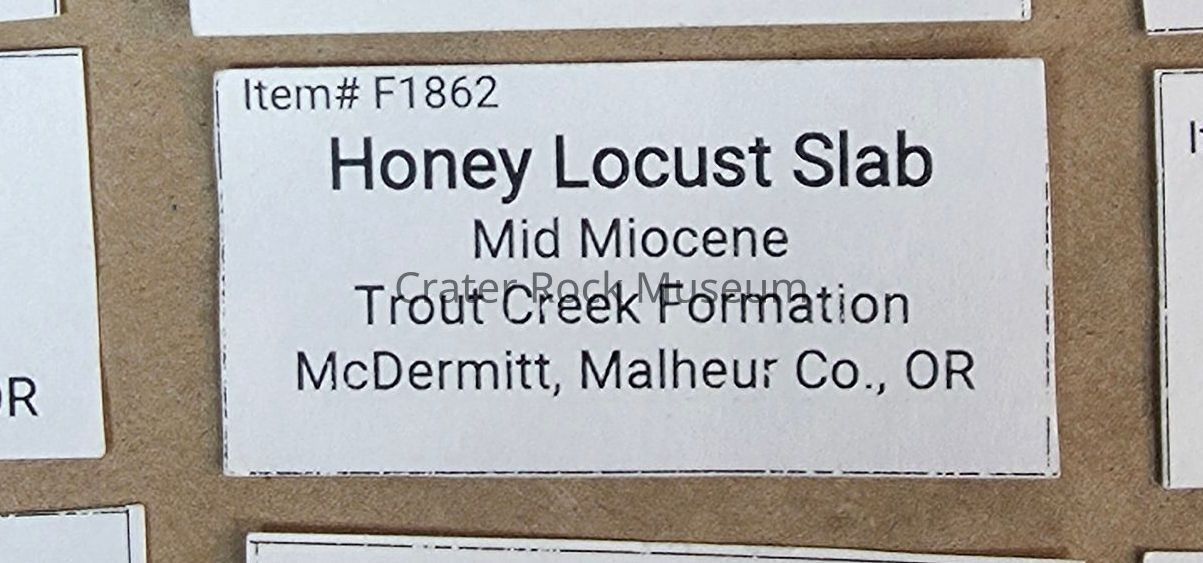 Item# F1862
Honey Locust Slab
Mid Miocene
Crater Rock Museum
Trout Creek Formation
McDermitt, Malheur Co., OR
OR